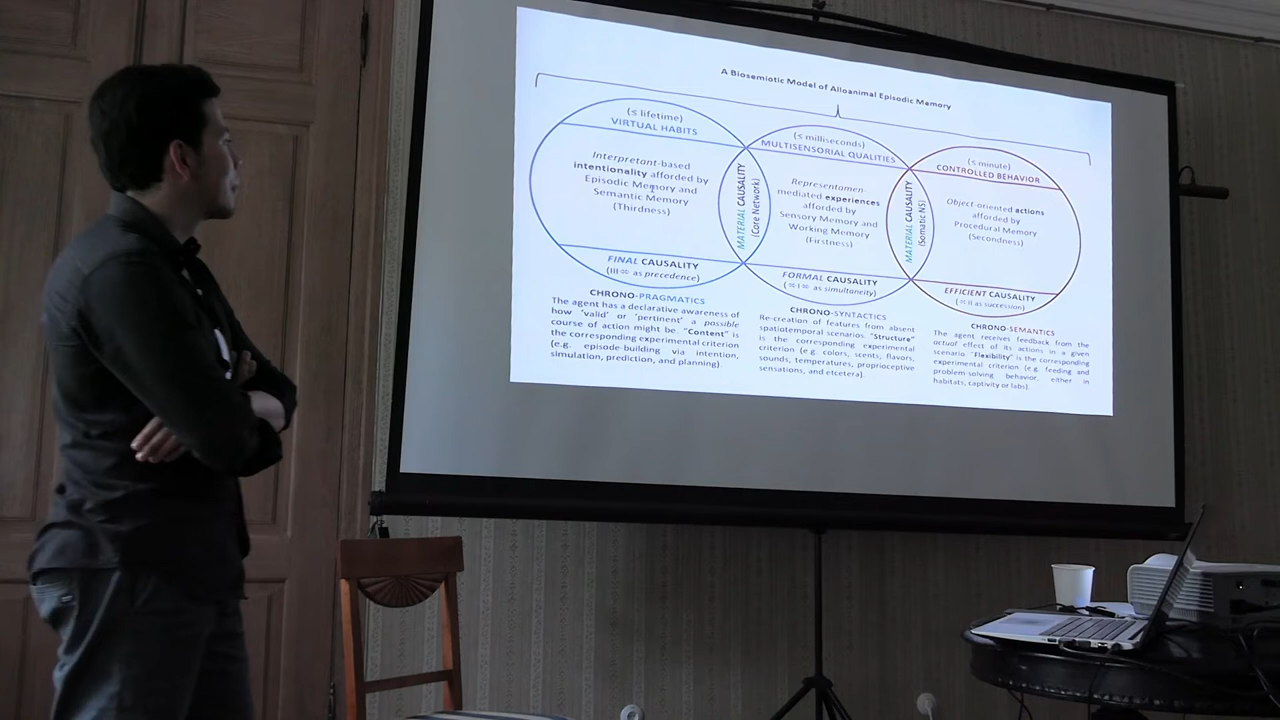 A Biosemiotic Model of Alloanimal Episodic Memory
(≤ lifetime)
VIRTUAL HABITS
Interpretant-based
intentionality afforded by
Episodic Memory and
Semantic Memory
(Thirdness)
FINAL CAUSALITY
(III ∞ as precedence)
MATERIAL CAUSALITY
(Core Network)
(≤ milliseconds)
MULTISENSORIAL QUALITIES
Representamen-
mediated experiences
afforded by
Sensory Memory and
Working Memory
(Firstness)
FORMAL CAUSALITY
(∞ I ∞ as simultaneity)
MATERIAL CAUSALITY
(Somatic NS)
(≤ minute)
CONTROLLED BEHAVIOR
Object-oriented actions
afforded by
Procedural Memory
(Secondness)
EFFICIENT CAUSALITY
(∞ II as succession)
CHRONO-PRAGMATICS
The agent has a declarative awareness of
how 'valid' or 'pertinent' a possible
course of action might be. "Content" is
the corresponding experimental criterion
(e.g. episode-building via intention,
simulation, prediction, and planning).
CHRONO-SYNTACTICS
Re-creation of features from absent
spatiotemporal scenarios. "Structure"
is the corresponding experimental
criterion (e.g. colors, scents, flavors,
sounds, temperatures, proprioceptive
sensations, and etcetera).
CHRONO-SEMANTICS
The agent receives feedback from the
actual effect of its actions in a given
scenario. "Flexibility" is the corresponding
experimental criterion (e.g. feeding and
problem-solving behavior, either in
habitats, captivity or labs).